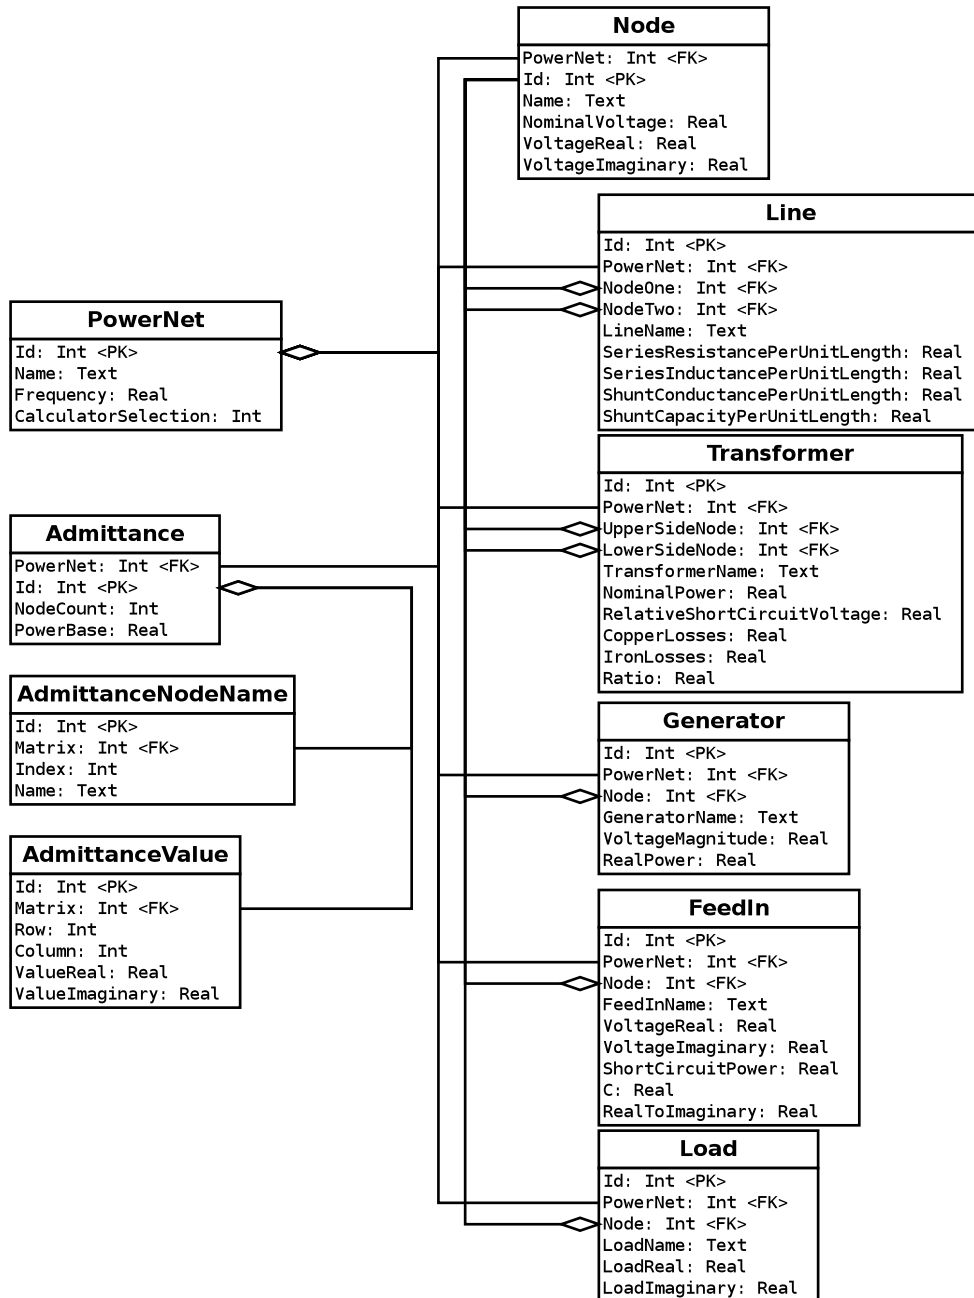 Node
PowerNet: Int <FK>
Id: Int <PK>
Name: Text
NominalVoltage: Real
VoltageReal: Real
VoltageImaginary: Real
Line
Id: Int <PK>
PowerNet: Int <FK>
NodeOne: Int <FK>
NodeTwo: Int <FK>
LineName: Text
SeriesResistancePerUnitLength: Real
SeriesInductancePerUnitLength: Real
ShuntConductancePerUnitLength: Real
ShuntCapacityPerUnitLength: Real
PowerNet
Id: Int <PK>
Name: Text
Frequency: Real
CalculatorSelection: Int
Transformer
Id: Int <PK>
PowerNet: Int <FK>
UpperSideNode: Int <FK>
LowerSideNode: Int <FK>
TransformerName: Text
NominalPower: Real
RelativeShortCircuitVoltage: Real
CopperLosses: Real
IronLosses: Real
Ratio: Real
Admittance
PowerNet: Int <FK>
Id: Int <PK>
NodeCount: Int
PowerBase: Real
AdmittanceNodeName
Id: Int <PK>
Matrix: Int <FK>
Index: Int
Name: Text
Generator
Id: Int <PK>
PowerNet: Int <FK>
Node: Int <FK>
GeneratorName: Text
VoltageMagnitude: Real
RealPower: Real
AdmittanceValue
Id: Int <PK>
Matrix: Int <FK>
Row: Int
Column: Int
ValueReal: Real
ValueImaginary: Real
FeedIn
Id: Int <PK>
PowerNet: Int <FK>
Node: Int <FK>
FeedInName: Text
VoltageReal: Real
VoltageImaginary: Real
ShortCircuitPower: Real
C: Real
RealToImaginary: Real
Load
Id: Int <PK>
PowerNet: Int <FK>
Node: Int <FK>
LoadName: Text
LoadReal: Real
LoadImaginary: Real